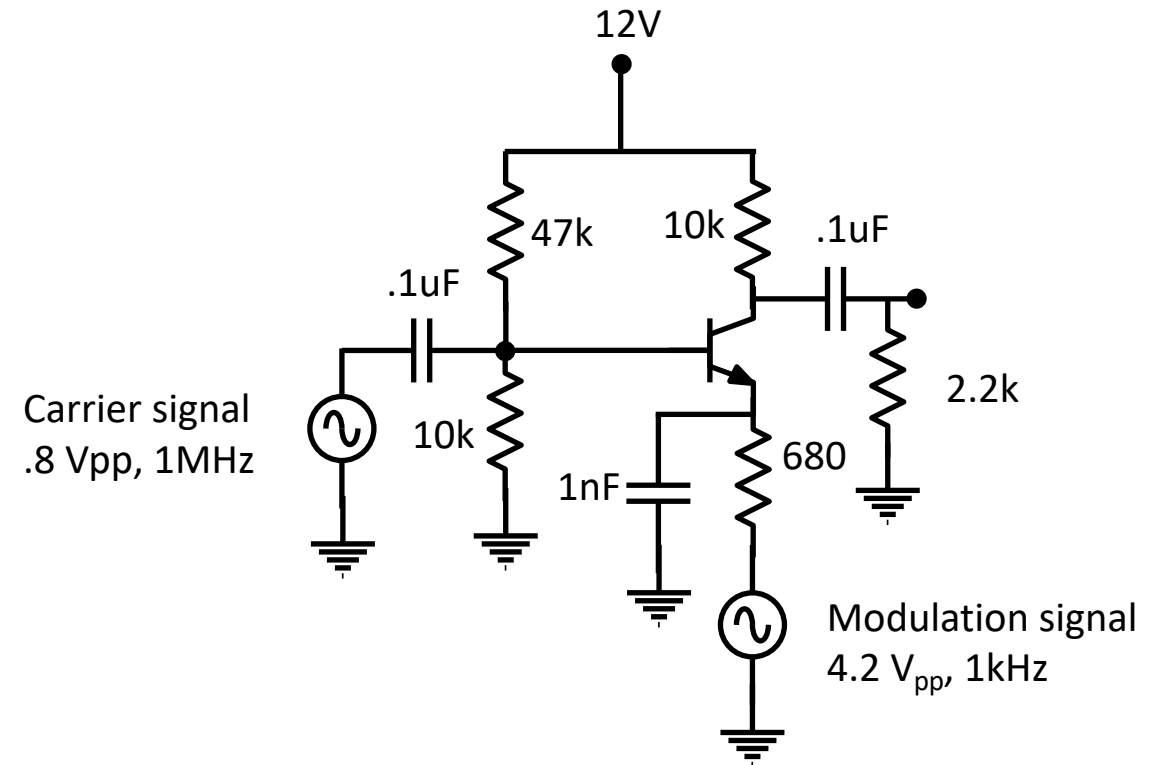 12V
47k
10k
.1uF
.1uF
Carrier signal
.8 Vpp, 1MHz
10k
2.2k
680
1nF
Modulation signal
4.2 Vpp, 1kHz